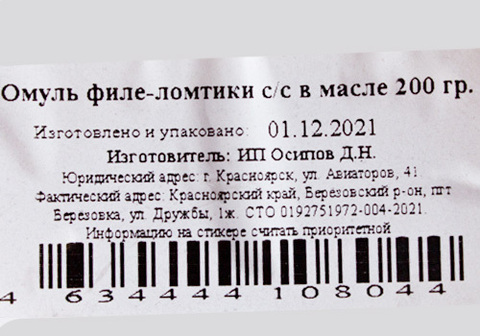 Омуль филе-ломтики с/с в масле 200 гр.
Изготовлено и упаковано: 01.12.2021
Изготовитель: ИП Осипов Д.Н.
Юридический адрес: г. Красноярск, ул. Авиаторов, 41.
Фактический адрес: Красноярский край, Березовский р-он, пгт
Березовка, ул. Дружбы, 1ж. СТО 0192751972-004-2021.
Информацию на стикере считать приоритетной
4 634444 108044